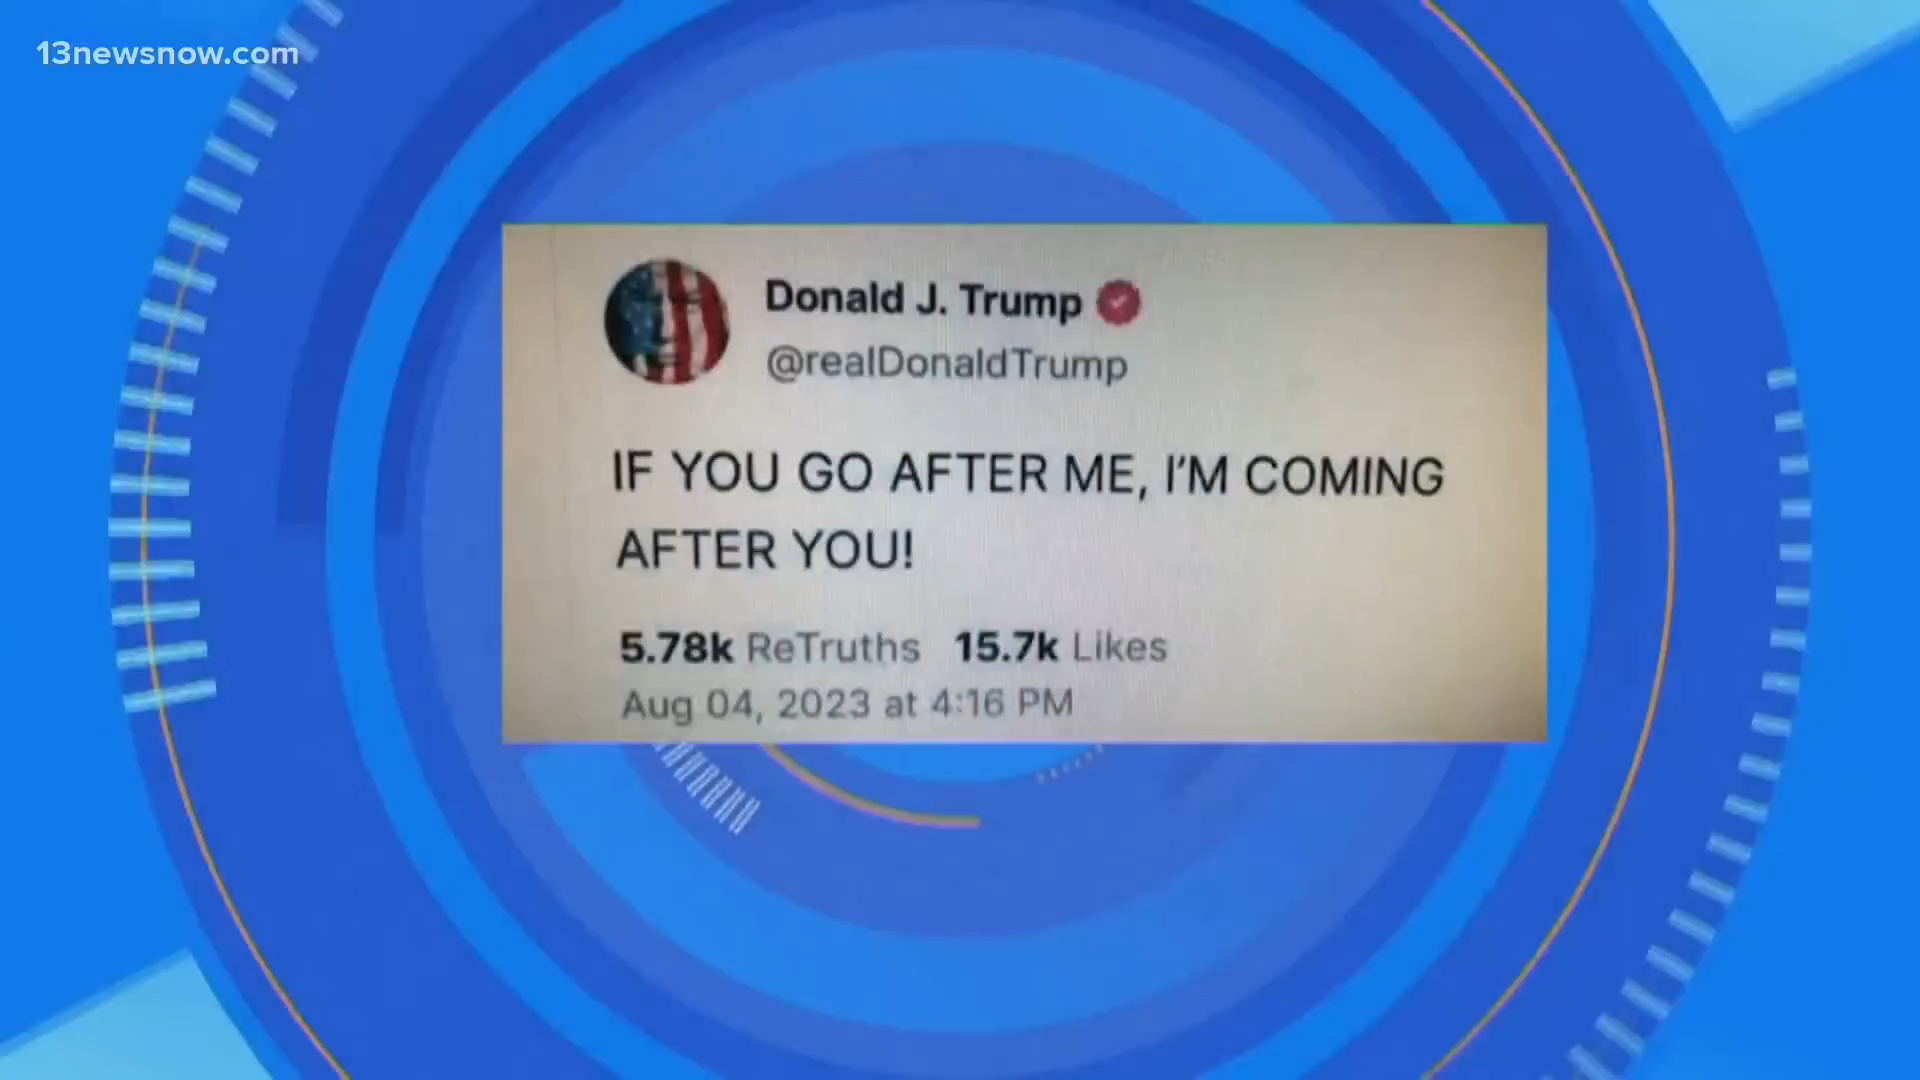 13newsnow.com
Donald J. Trump
@realDonaldTrump
IF YOU GO AFTER ME, I'M COMING
AFTER YOU!
5.78k ReTruths 15.7k Likes
Aug 04, 2023 at 4:16 PM